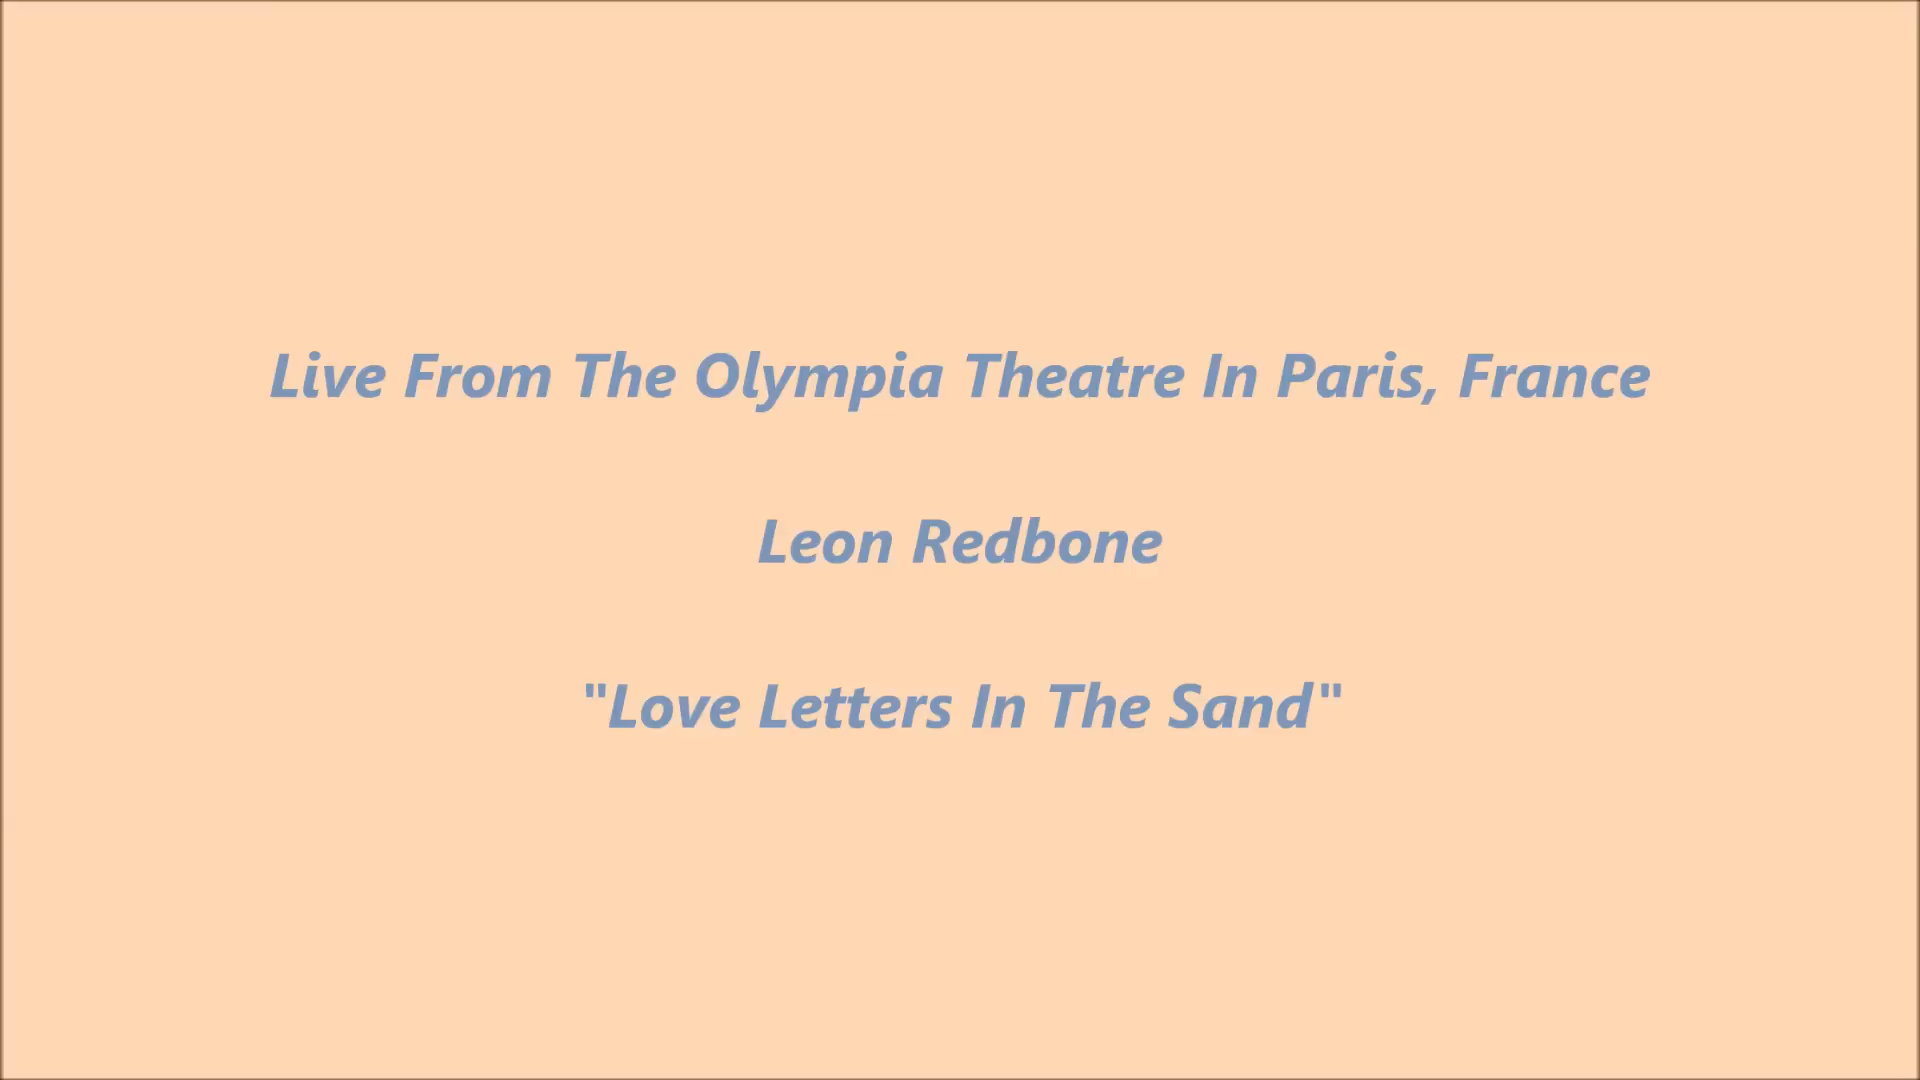 Live From The Olympia Theatre In Paris, France
Leon Redbone
"Love Letters In The Sand"